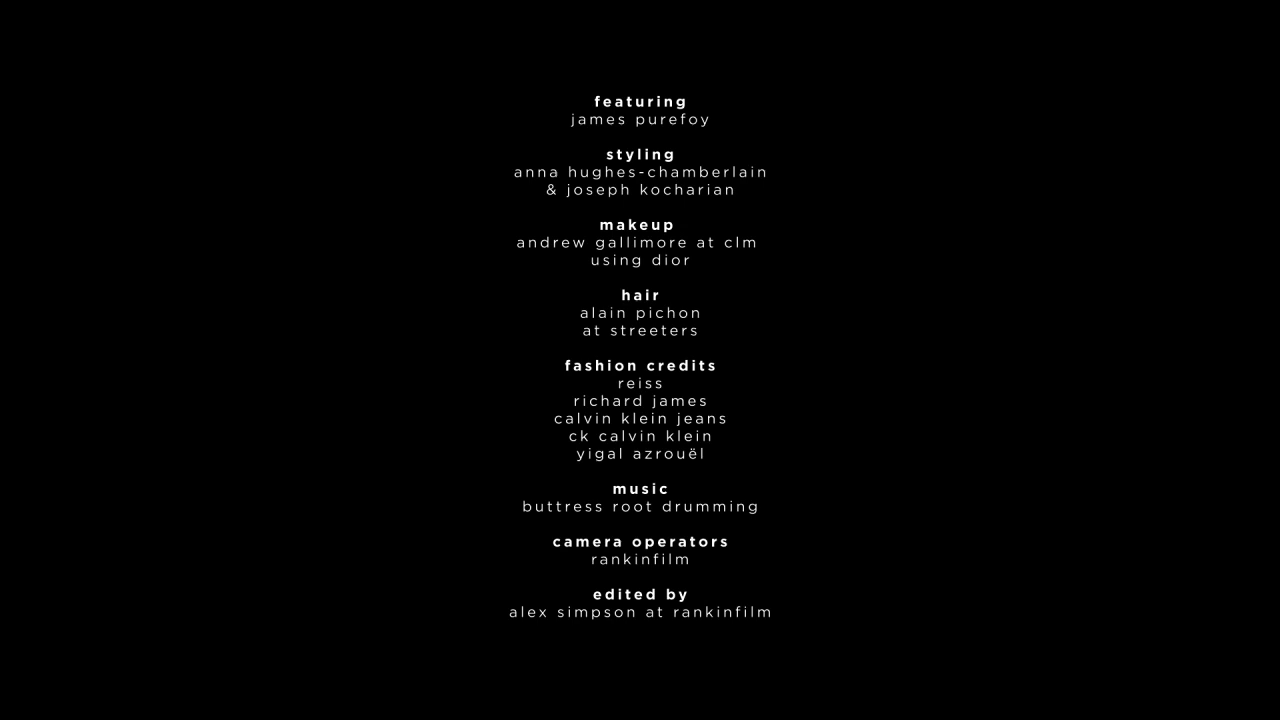 featuring
james purefoy
styling
anna hughes-chamberlain
& joseph kocharian
makeup
andrew gallimore at clm
using dior
hair
alain pichon
at streeters
fashion credits
reiss
richard james
calvin klein jeans
ck calvin klein
yigal azrouël
music
buttress root drumming
camera operators
rankinfilm
edited by
alex simpson at rankinfilm